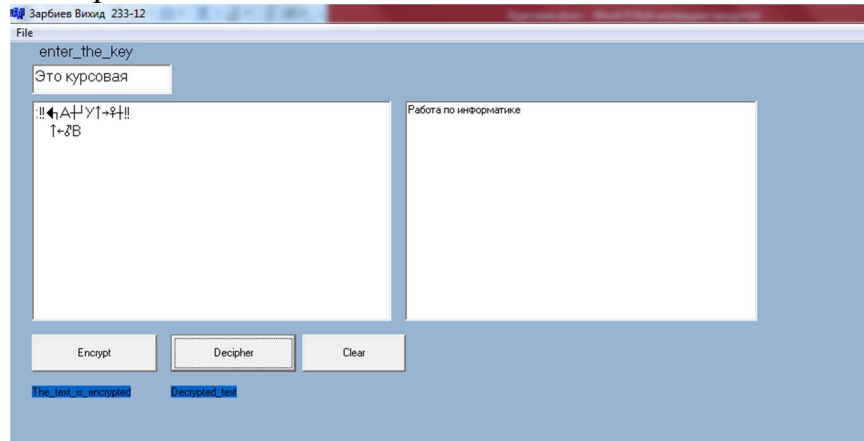 Зарбиев Вихид 233-12
File
enter_the_key
Это курсовая
Работа по информатике
Encrypt
Decipher
Clear
The_text_is_encrypted
Decrypted_text